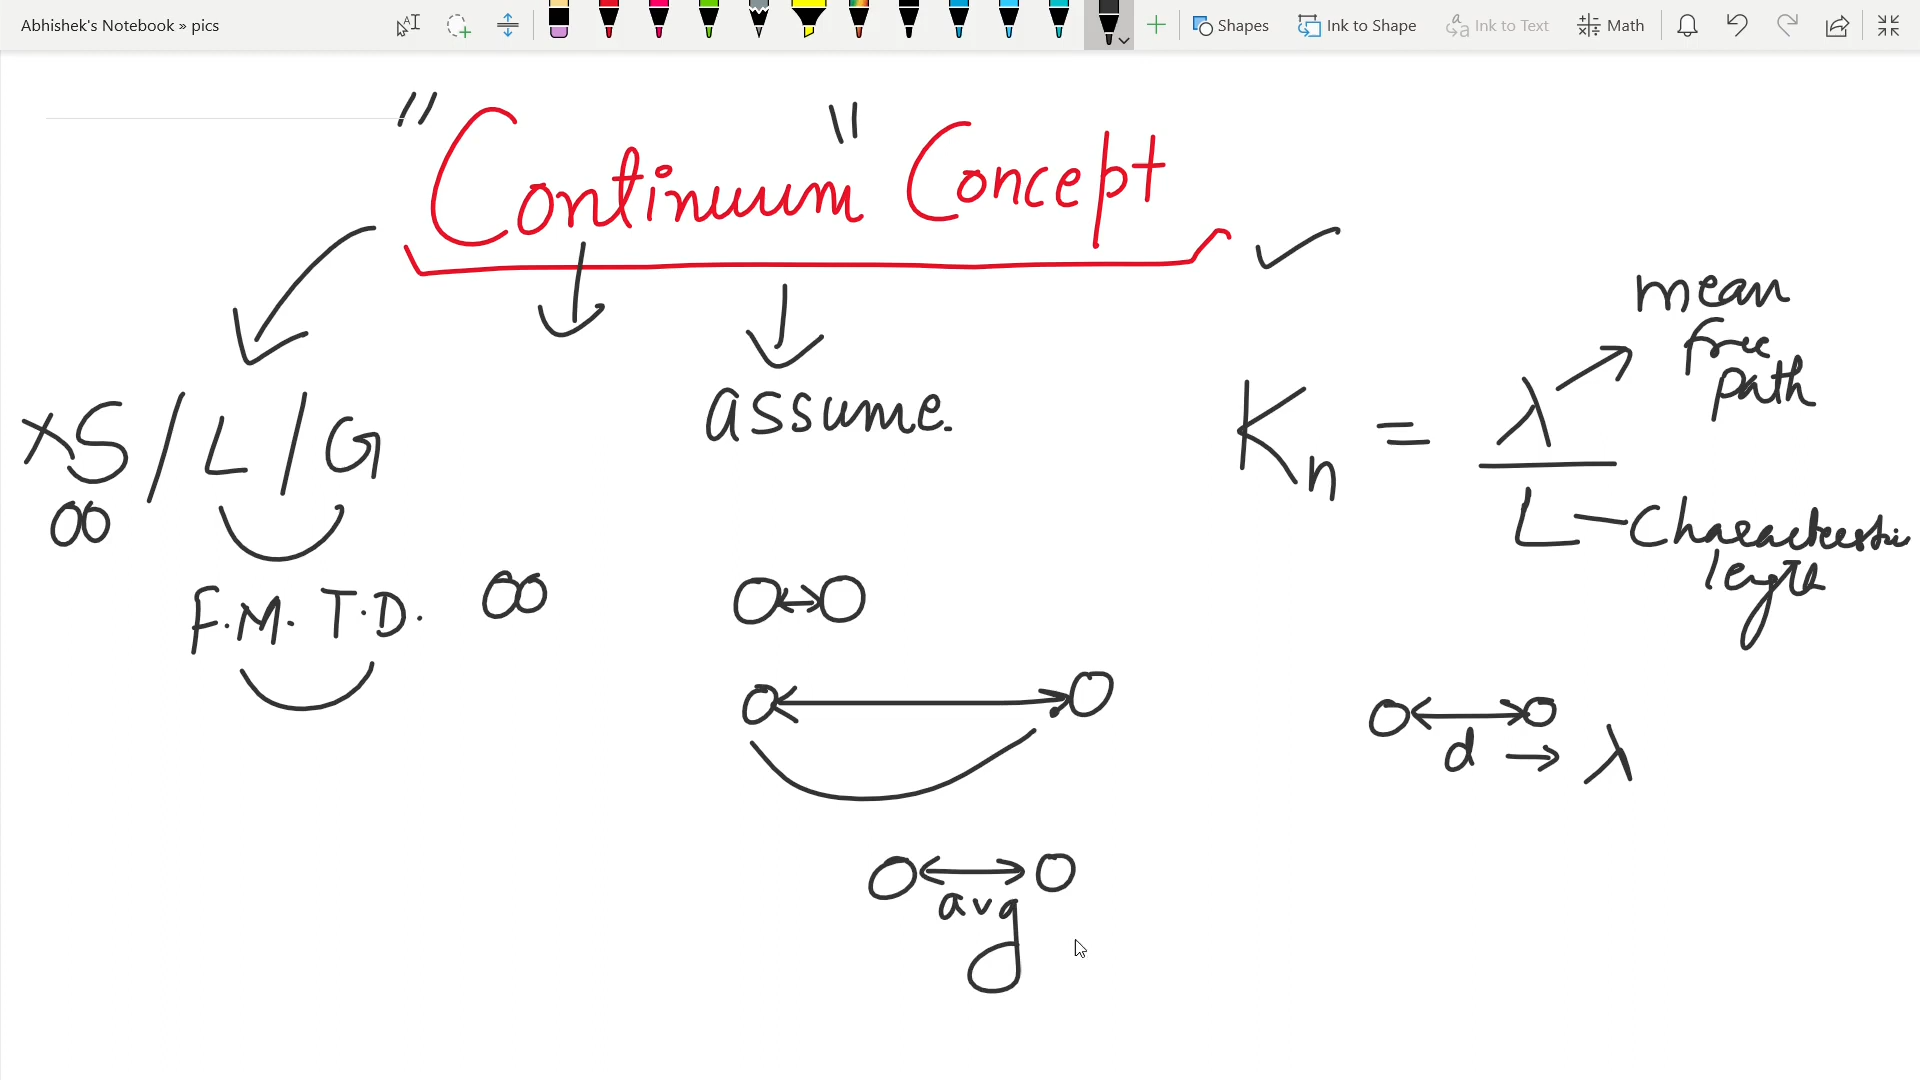 Abhishek's Notebook » pics
Shapes
Ink to Shape
Ink to Text
Math
"Continuum" Concept
mean
free
path
×S/L/G
assume.
Kn = λ/L
Characteristic
length
F.M. T.D.
d → λ
avg